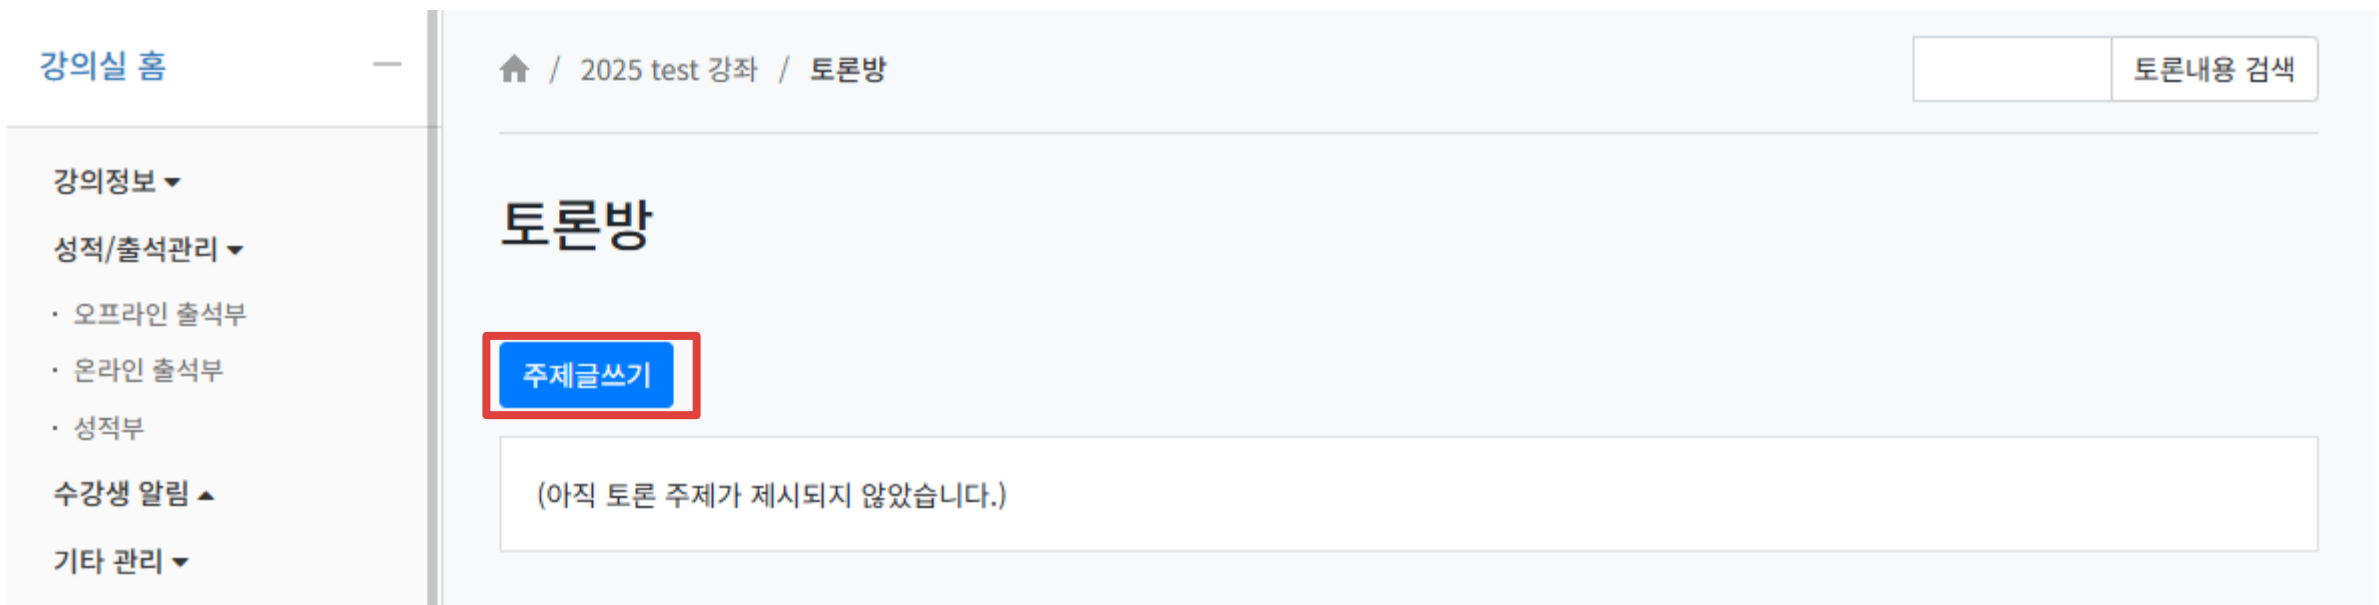 강의실 홈
강의정보
성적/출석관리
· 오프라인 출석부
· 온라인 출석부
· 성적부
수강생 알림
기타 관리
/ 2025 test 강좌 / 토론방
토론내용 검색
토론방
주제글쓰기
(아직 토론 주제가 제시되지 않았습니다.)